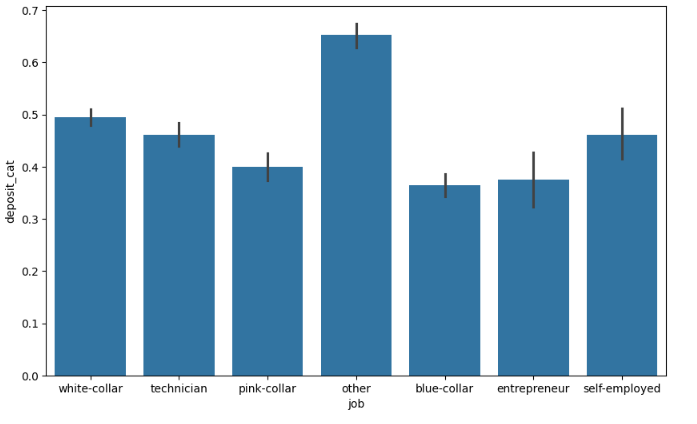 0.7
0.6
0.5
0.4
0.3
0.2
0.1
0.0
deposit_cat
white-collar technician pink-collar other blue-collar entrepreneur self-employed
job